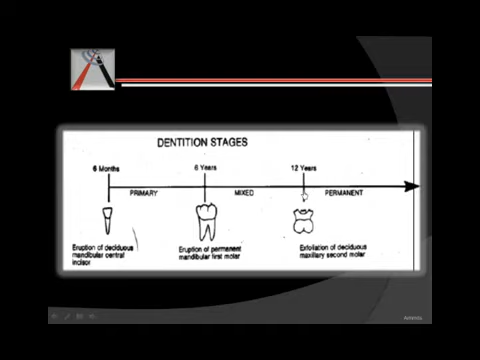 DENTITION STAGES
6 Months 6 Years 12 Years
PRIMARY MIXED PERMANENT
Eruption of deciduous
mandibular central
incisor
Eruption of permanent
mandibular first molar
Exfoliation of deciduous
maxillary second molar